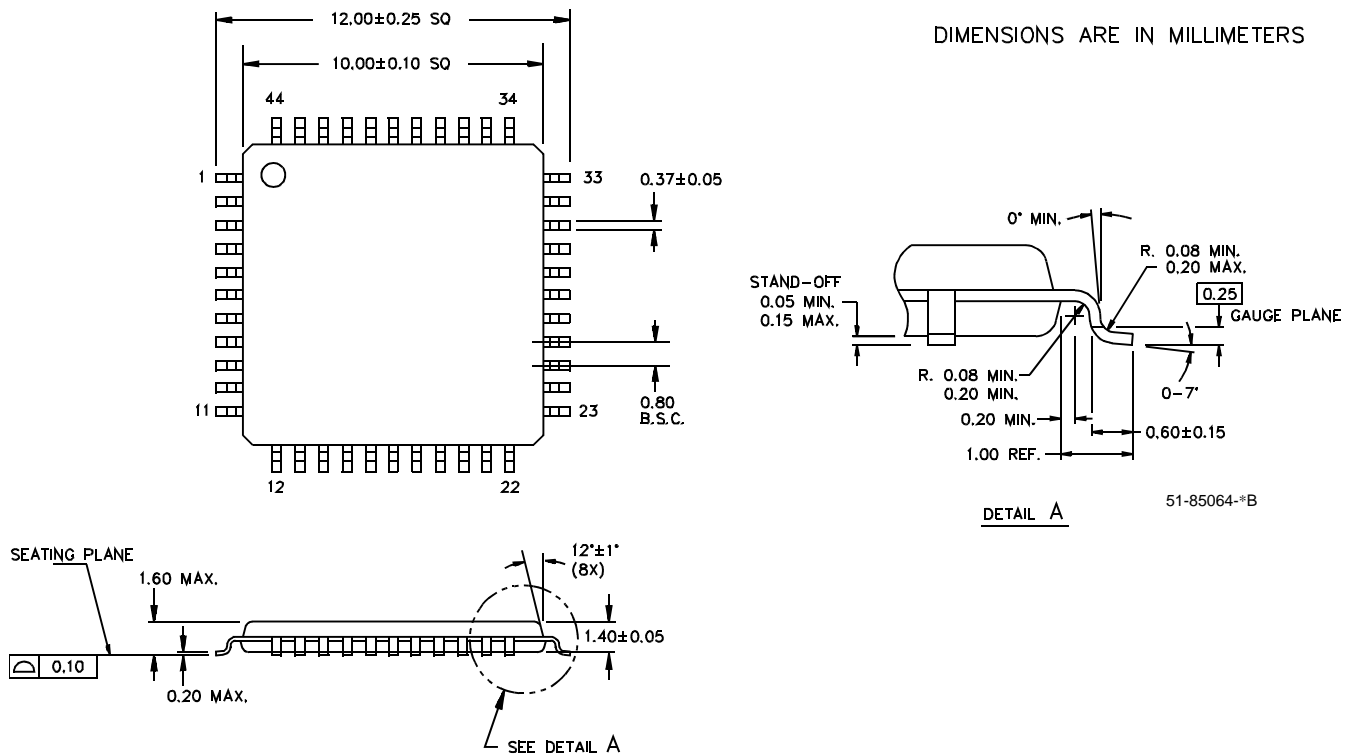 12.00±0.25 SQ
DIMENSIONS ARE IN MILLIMETERS
10.00±0.10 SQ
44
34
1
33
0.37±0.05
11
23
0.80
B.S.C.
12
22
0° MIN.
R. 0.08 MIN.
0.20 MAX.
STAND-OFF
0.05 MIN.
0.15 MAX.
0.25
GAUGE PLANE
R. 0.08 MIN.
0.20 MIN.
0-7°
0.20 MIN.
0.60±0.15
1.00 REF.
DETAIL A
51-85064-*B
SEATING PLANE
1.60 MAX.
12°±1°
(8X)
1.40±0.05
0.10
0.20 MAX.
SEE DETAIL A